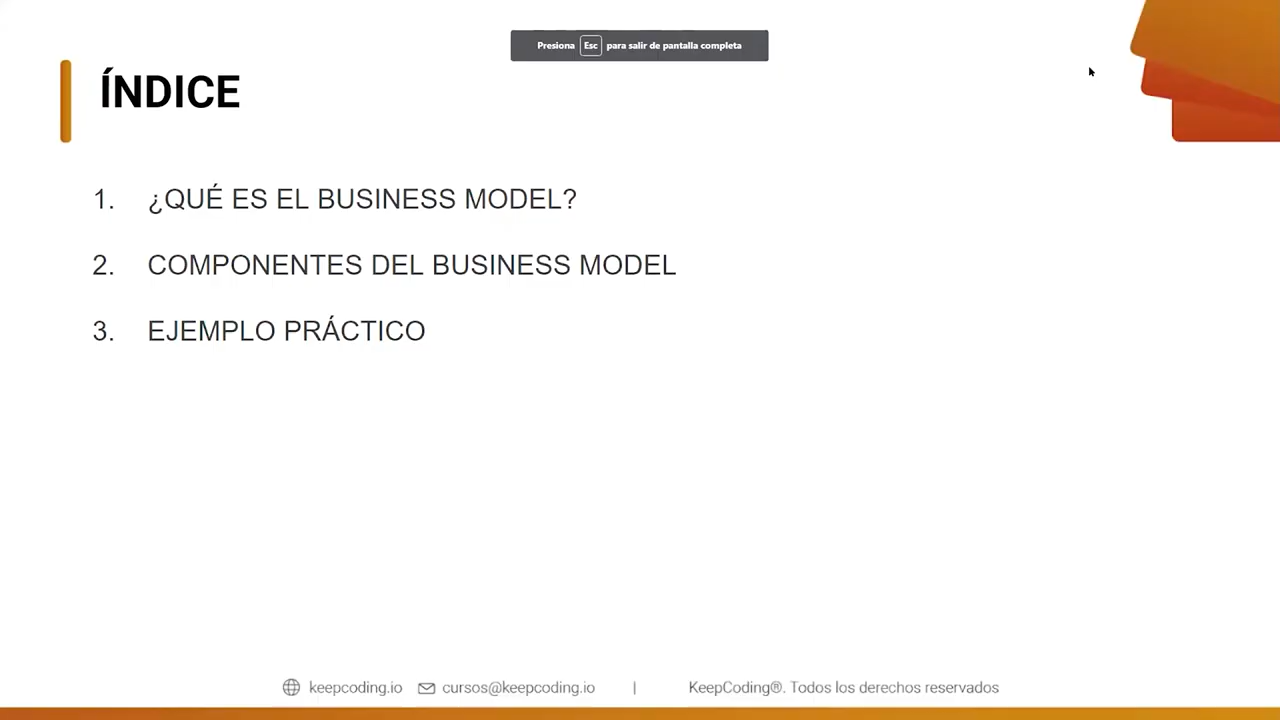 Presiona Esc para salir de pantalla completa
ÍNDICE
1. ¿QUÉ ES EL BUSINESS MODEL?
2. COMPONENTES DEL BUSINESS MODEL
3. EJEMPLO PRÁCTICO
keepcoding.io cursos@keepcoding.io | KeepCoding®. Todos los derechos reservados